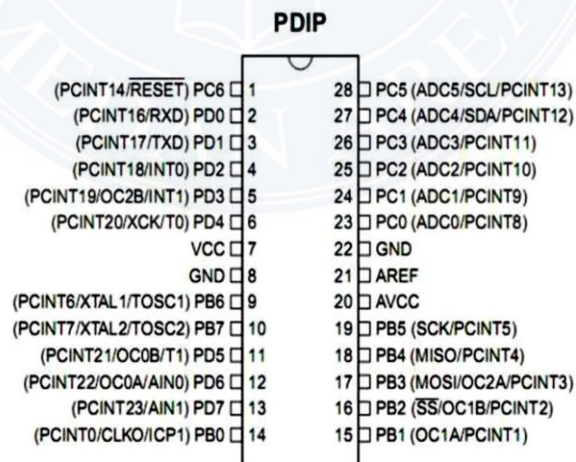 PDIP
(PCINT14/RESET) PC6 1 28 PC5 (ADC5/SCL/PCINT13)
(PCINT16/RXD) PD0 2 27 PC4 (ADC4/SDA/PCINT12)
(PCINT17/TXD) PD1 3 26 PC3 (ADC3/PCINT11)
(PCINT18/INT0) PD2 4 25 PC2 (ADC2/PCINT10)
(PCINT19/OC2B/INT1) PD3 5 24 PC1 (ADC1/PCINT9)
(PCINT20/XCK/T0) PD4 6 23 PC0 (ADC0/PCINT8)
VCC 7 22 GND
GND 8 21 AREF
(PCINT6/XTAL1/TOSC1) PB6 9 20 AVCC
(PCINT7/XTAL2/TOSC2) PB7 10 19 PB5 (SCK/PCINT5)
(PCINT21/OC0B/T1) PD5 11 18 PB4 (MISO/PCINT4)
(PCINT22/OC0A/AIN0) PD6 12 17 PB3 (MOSI/OC2A/PCINT3)
(PCINT23/AIN1) PD7 13 16 PB2 (SS/OC1B/PCINT2)
(PCINT0/CLKO/ICP1) PB0 14 15 PB1 (OC1A/PCINT1)